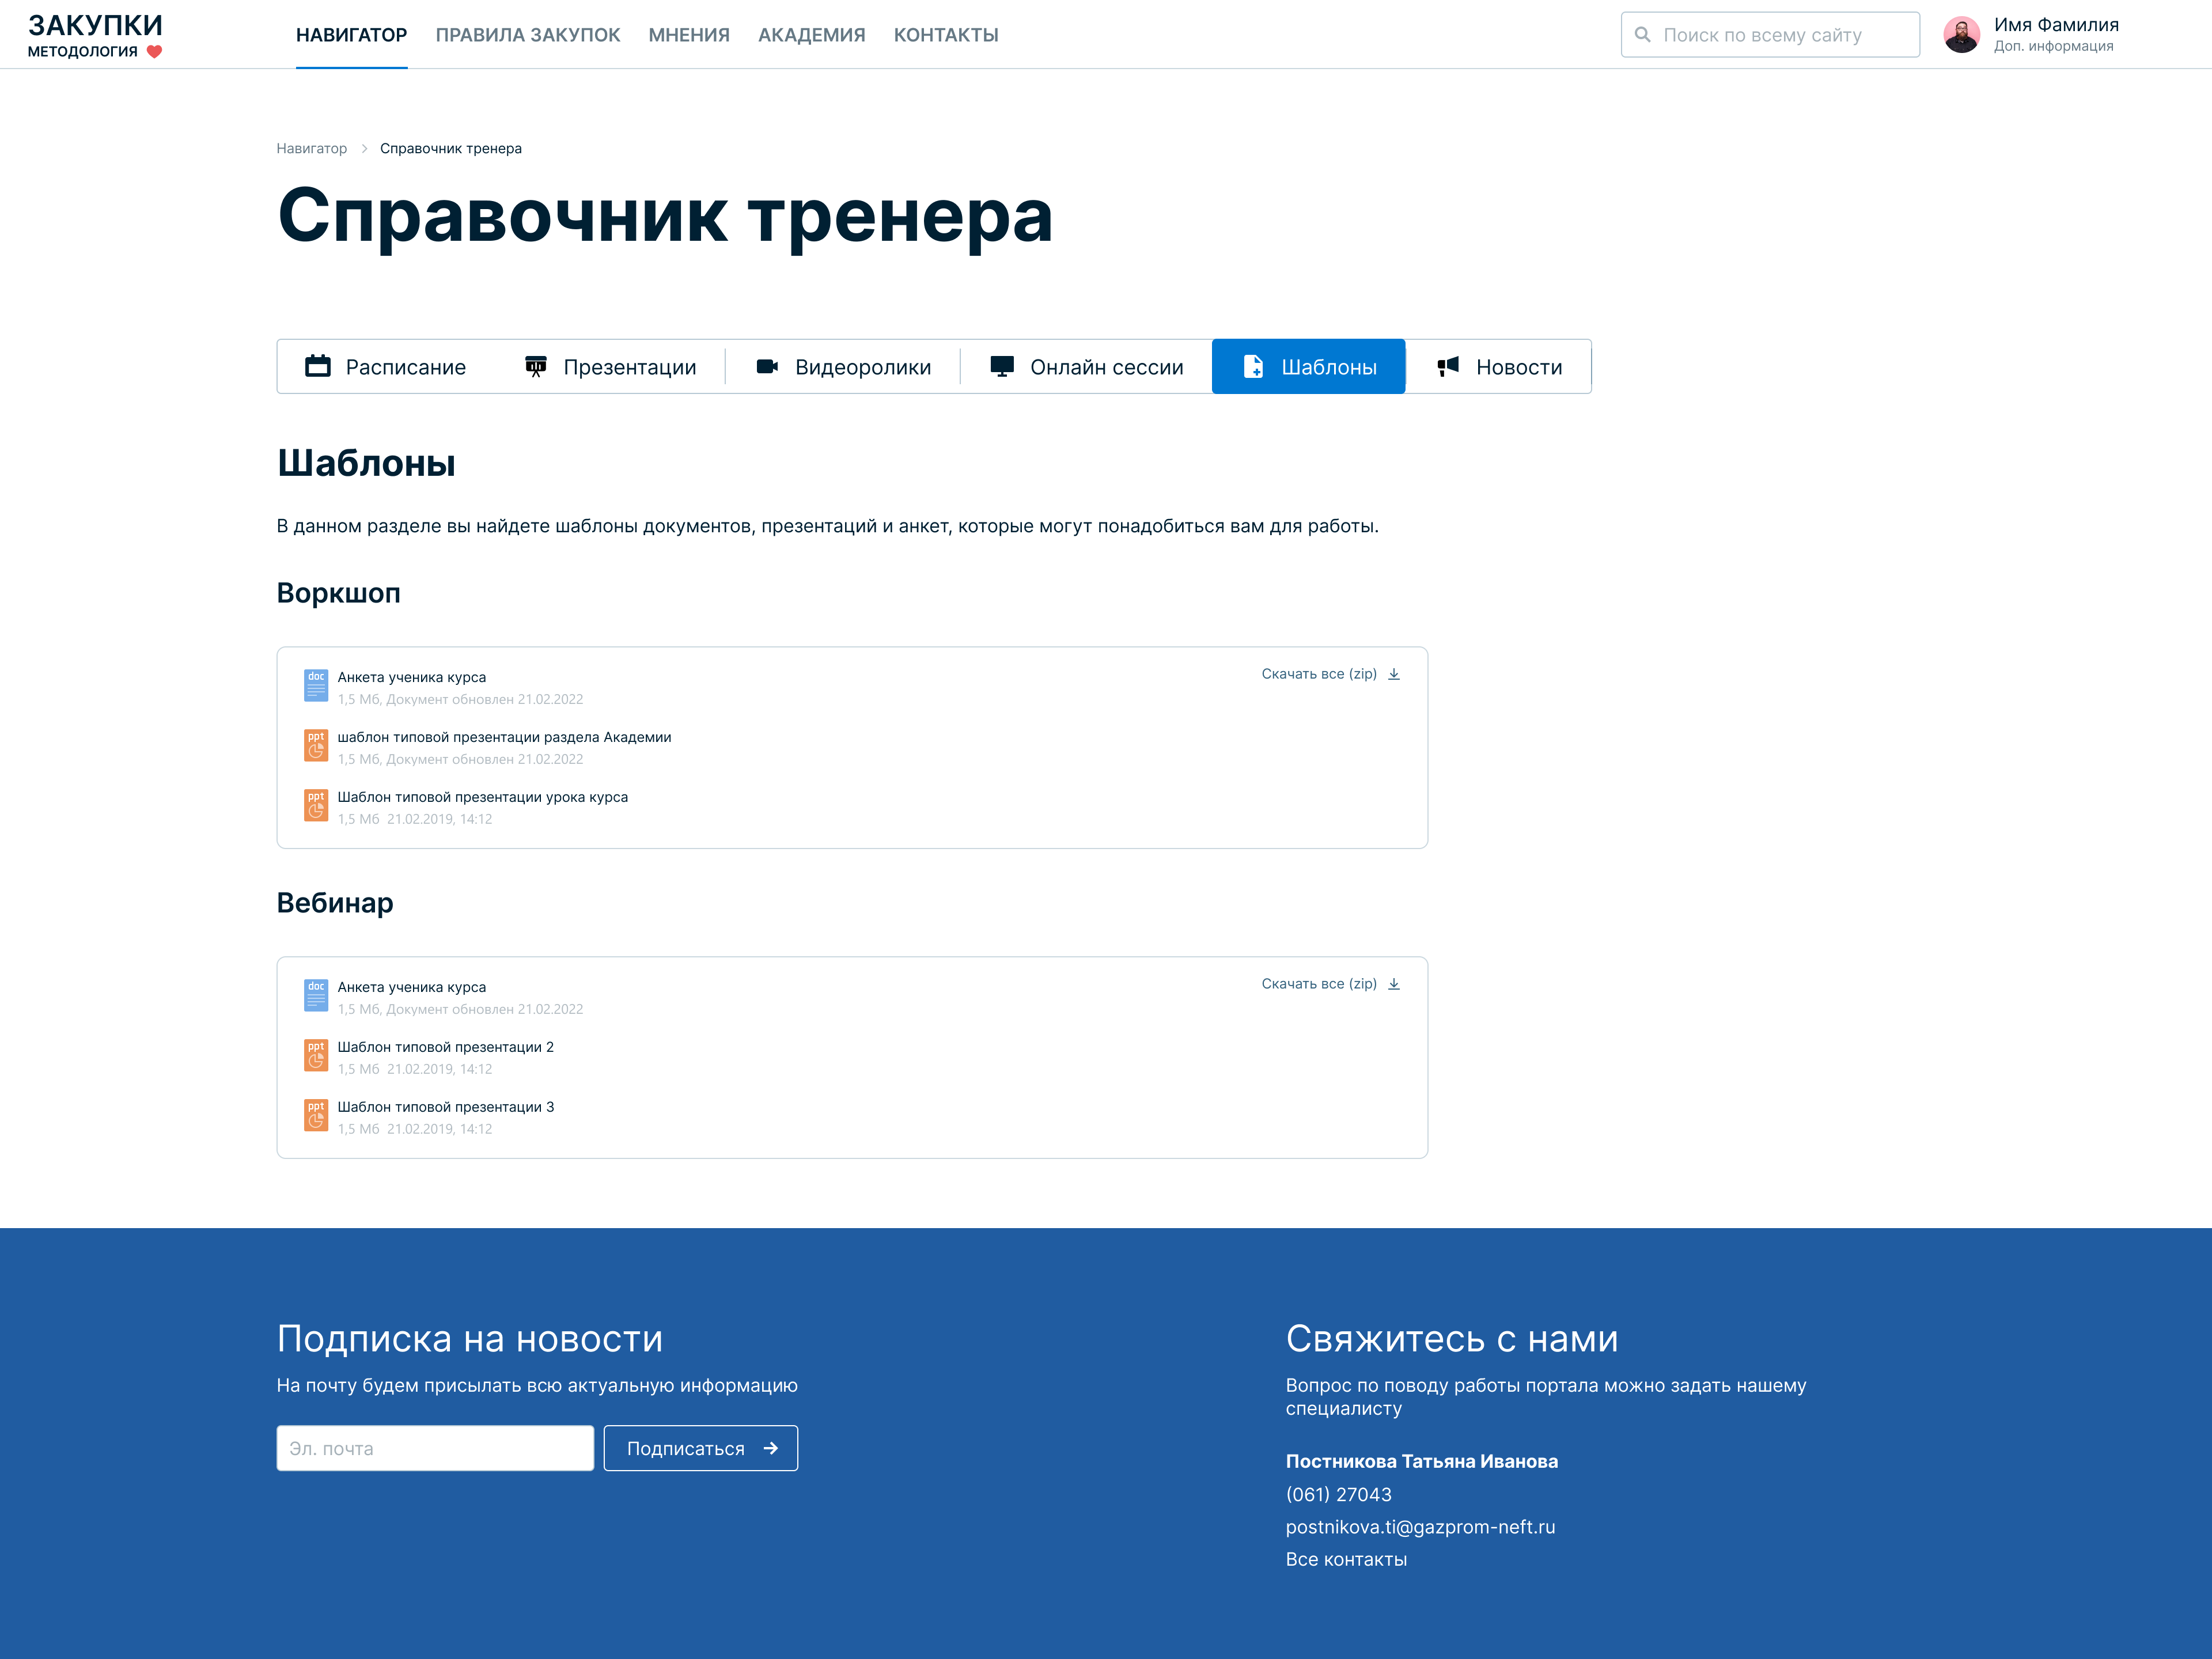 ЗАКУПКИ
МЕТОДОЛОГИЯ
НАВИГАТОР ПРАВИЛА ЗАКУПОК МНЕНИЯ АКАДЕМИЯ КОНТАКТЫ
Поиск по всему сайту
Имя Фамилия
Доп. информация
Навигатор Справочник тренера
Справочник тренера
Расписание Презентации Видеоролики Онлайн сессии Шаблоны Новости
Шаблоны
В данном разделе вы найдете шаблоны документов, презентаций и анкет, которые могут понадобиться вам для работы.
Воркшоп
doc Анкета ученика курса
1,5 Мб, Документ обновлен 21.02.2022
Скачать все (zip)
ppt шаблон типовой презентации раздела Академии
1,5 Мб, Документ обновлен 21.02.2022
ppt Шаблон типовой презентации урока курса
1,5 Мб 21.02.2019, 14:12
Вебинар
doc Анкета ученика курса
1,5 Мб, Документ обновлен 21.02.2022
Скачать все (zip)
ppt Шаблон типовой презентации 2
1,5 Мб 21.02.2019, 14:12
ppt Шаблон типовой презентации 3
1,5 Мб 21.02.2019, 14:12
Подписка на новости
На почту будем присылать всю актуальную информацию
Эл. почта
Подписаться
Свяжитесь с нами
Вопрос по поводу работы портала можно задать нашему
специалисту
Постникова Татьяна Иванова
(061) 27043
postnikova.ti@gazprom-neft.ru
Все контакты